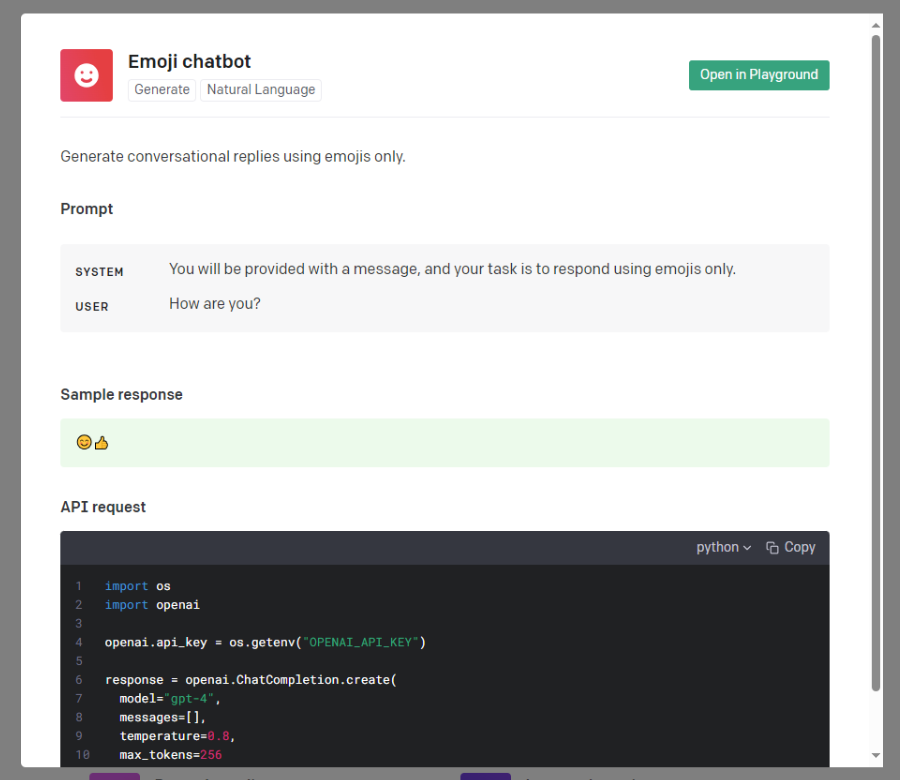 Emoji chatbot
Generate Natural Language
Open in Playground
Generate conversational replies using emojis only.
Prompt
SYSTEM You will be provided with a message, and your task is to respond using emojis only.
USER How are you?
Sample response
😊👍
API request
python Copy
1 import os
2 import openai
3
4 openai.api_key = os.getenv("OPENAI_API_KEY")
5
6 response = openai.ChatCompletion.create(
7 model="gpt-4",
8 messages=[],
9 temperature=0.8,
10 max_tokens=256